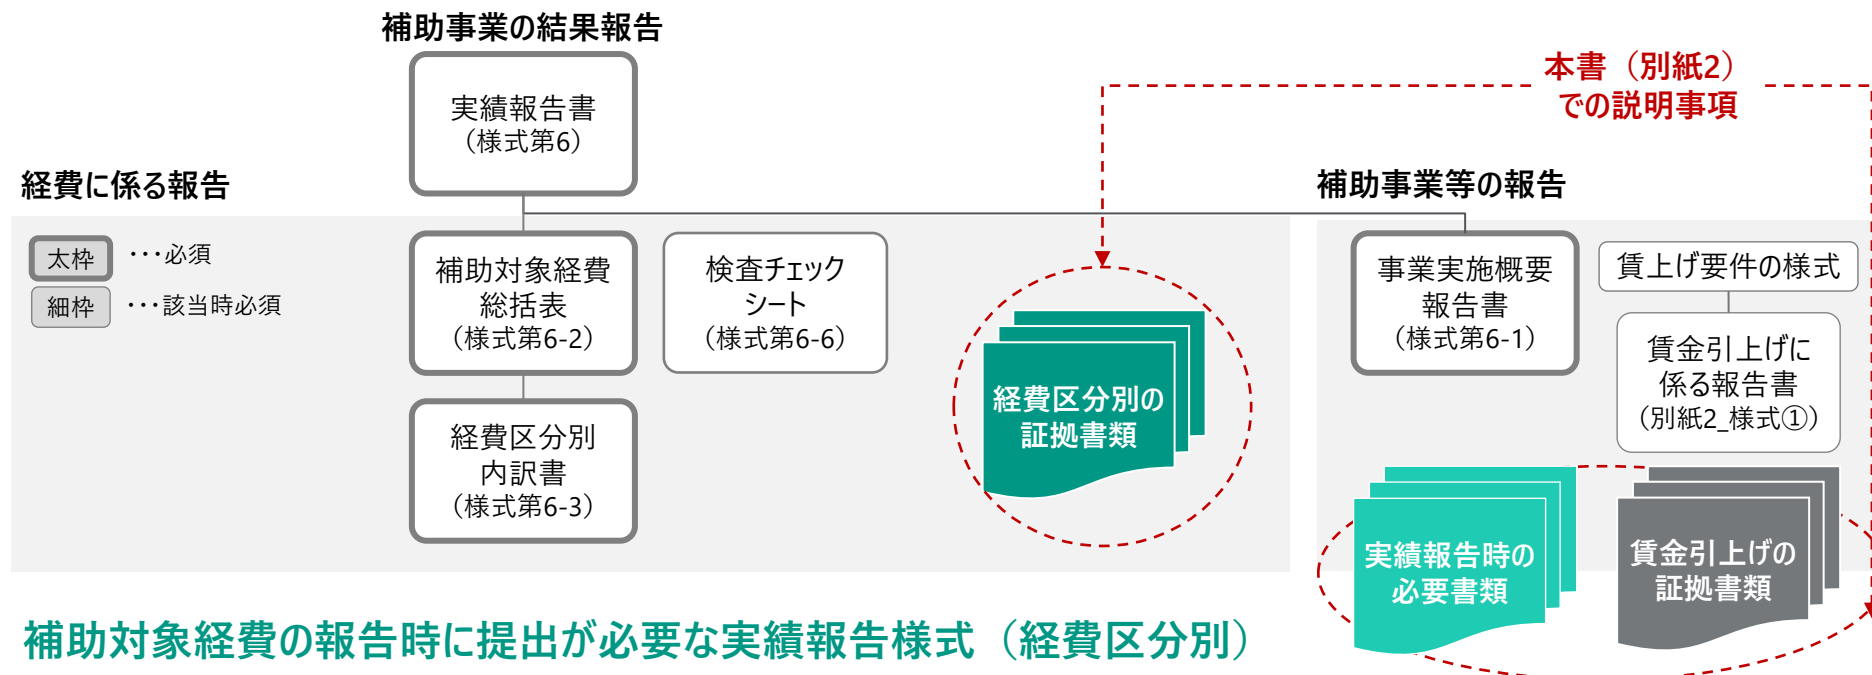 補助事業の結果報告
実績報告書
(様式第6)
本書（別紙2）
での説明事項
経費に係る報告
補助事業等の報告
太枠
･･･必須
細枠
･･･該当時必須
補助対象経費
総括表
(様式第6-2)
検査チェック
シート
(様式第6-6)
経費区分別
内訳書
(様式第6-3)
経費区分別の
証拠書類
事業実施概要
報告書
(様式第6-1)
賃上げ要件の様式
賃金引上げに
係る報告書
(別紙2_様式①)
実績報告時の
必要書類
賃金引上げの
証拠書類
補助対象経費の報告時に提出が必要な実績報告様式（経費区分別）